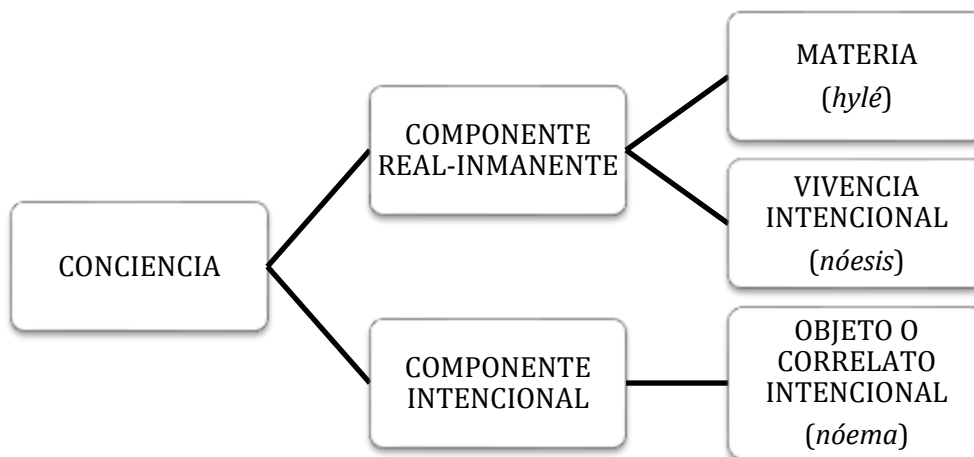 CONCIENCIA
COMPONENTE
REAL-INMANENTE
MATERIA
(hylé)
VIVENCIA
INTENCIONAL
(nóesis)
COMPONENTE
INTENCIONAL
OBJETO O
CORRELATO
INTENCIONAL
(nóema)